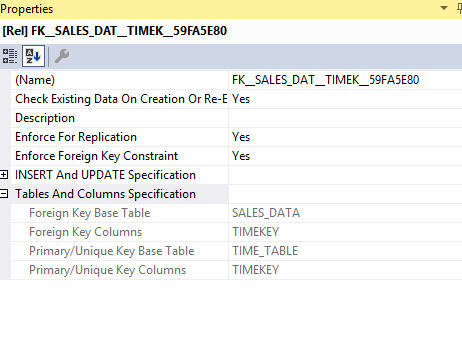 Properties
[Rel] FK__SALES_DAT__TIMEK__59FA5E80
(Name) FK__SALES_DAT__TIMEK__59FA5E80
Check Existing Data On Creation Or Re-E Yes
Description
Enforce For Replication Yes
Enforce Foreign Key Constraint Yes
INSERT And UPDATE Specification
Tables And Columns Specification
Foreign Key Base Table SALES_DATA
Foreign Key Columns TIMEKEY
Primary/Unique Key Base Table TIME_TABLE
Primary/Unique Key Columns TIMEKEY